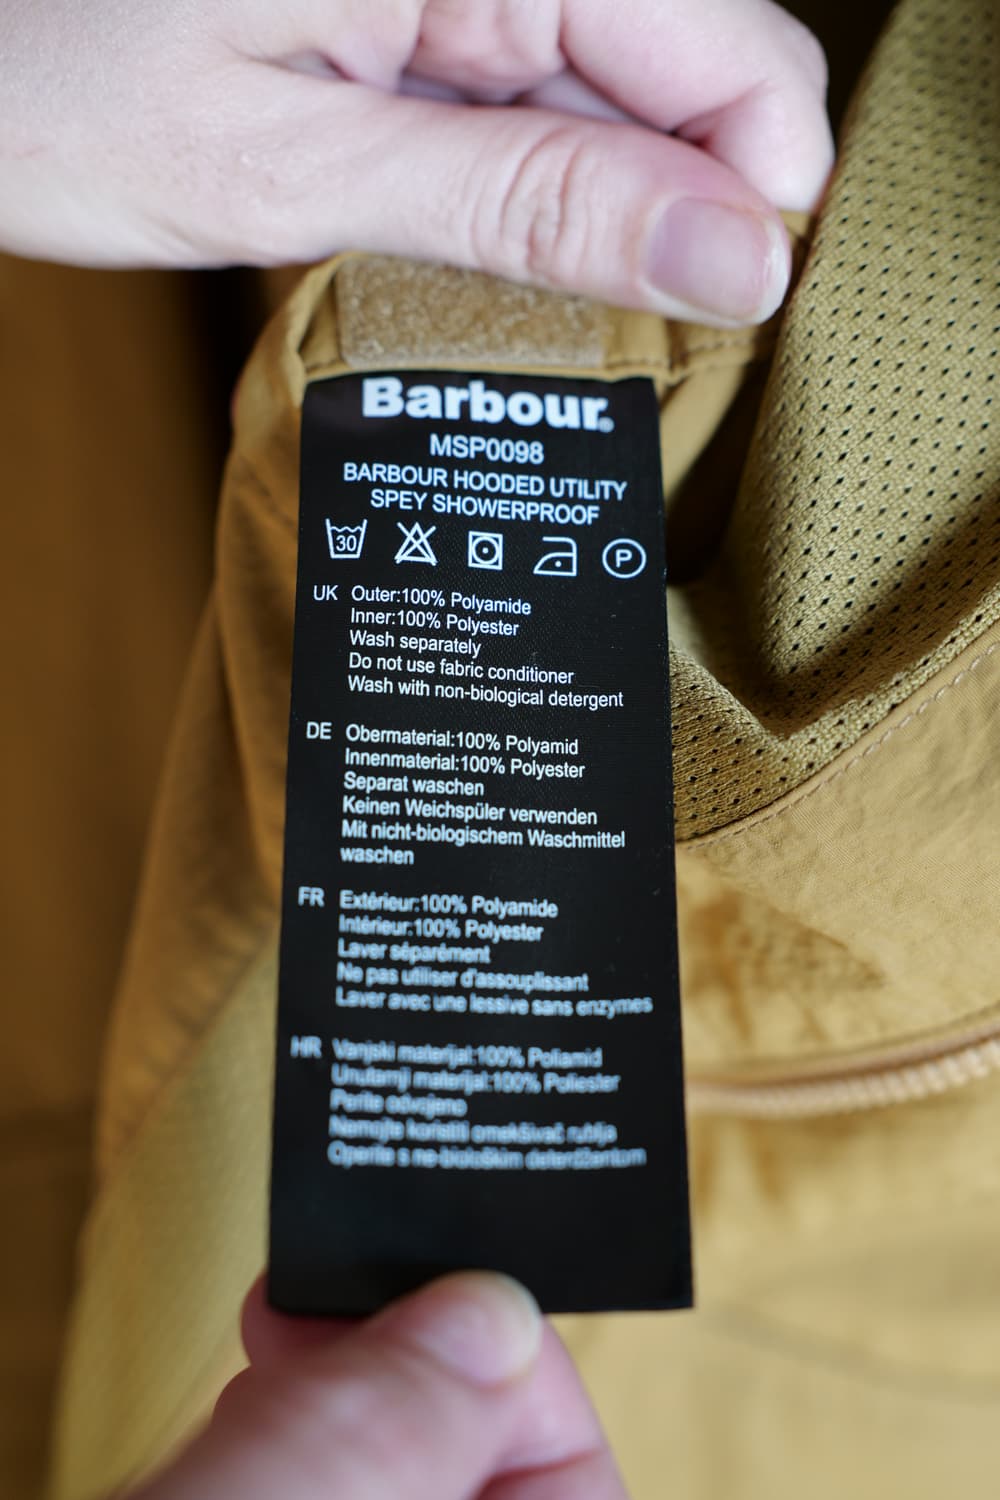 Barbour®
MSP0098
BARBOUR HOODED UTILITY
SPEY SHOWERPROOF
30 P
UK Outer:100% Polyamide
Inner:100% Polyester
Wash separately
Do not use fabric conditioner
Wash with non-biological detergent
DE Obermaterial:100% Polyamid
Innenmaterial:100% Polyester
Separat waschen
Keinen Weichspüler verwenden
Mit nicht-biologischem Waschmittel
waschen
FR Extérieur:100% Polyamide
Intérieur:100% Polyester
Laver séparément
Ne pas utiliser d'assouplissant
Laver avec une lessive sans enzymes
HR Vanjski materijal:100% Poliamid
Unutarnji materijal:100% Poliester
Perite odvojeno
Nemojte koristiti omekšivač rublja
Operite s ne-biološkim deterdžentom